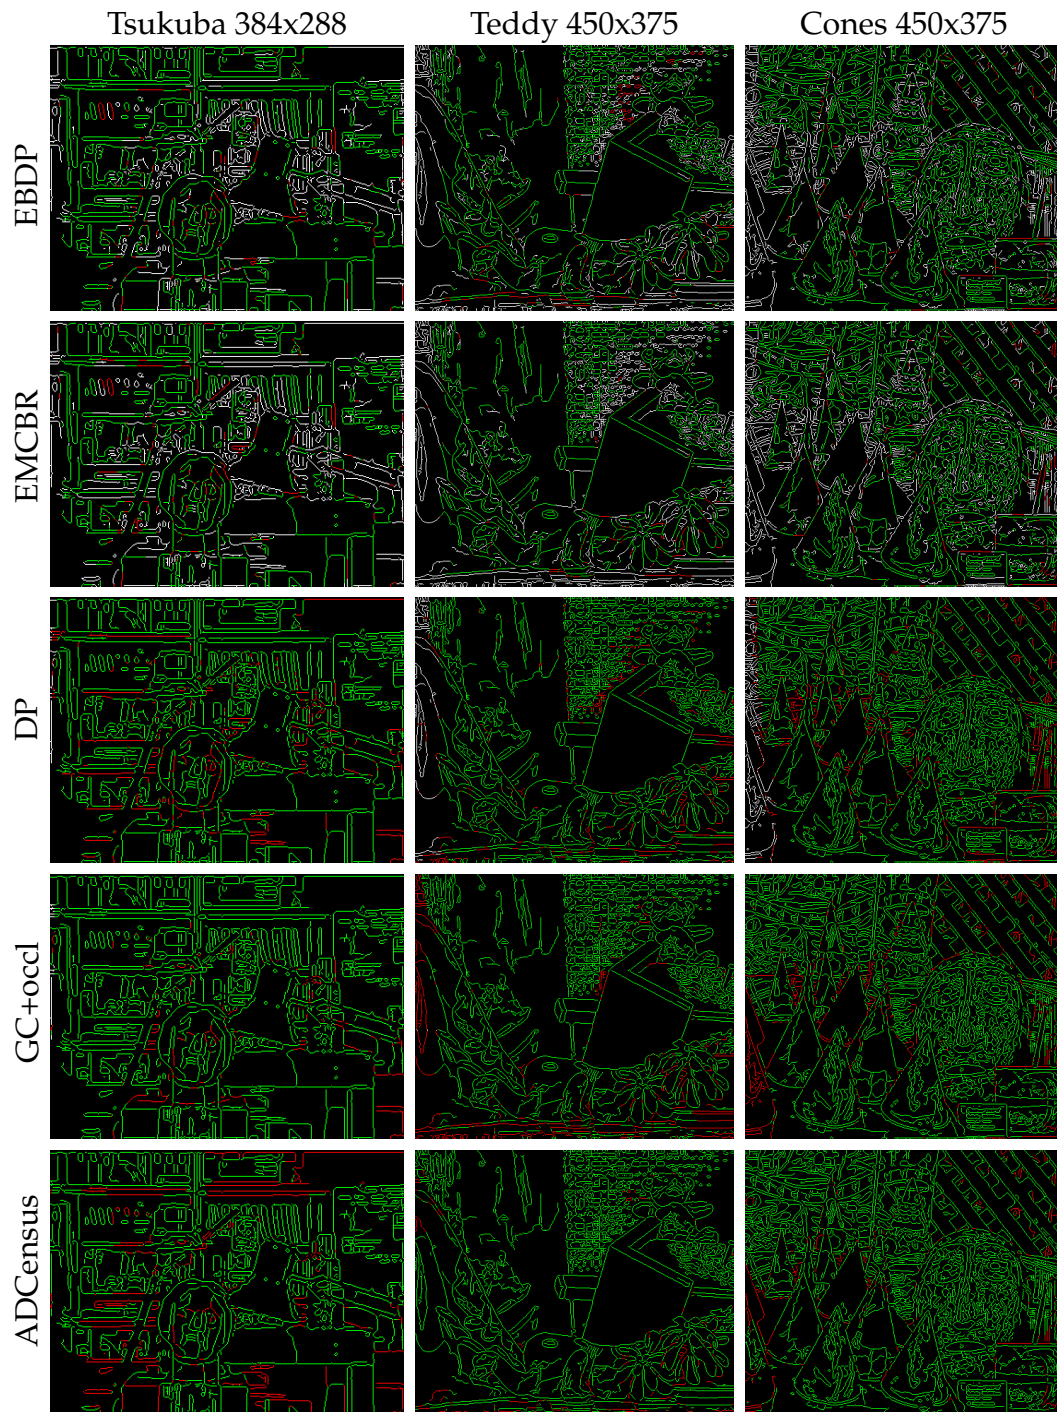 Tsukuba 384x288
Teddy 450x375
Cones 450x375
EBDP
EMCBR
DP
GC+occl
ADCensus